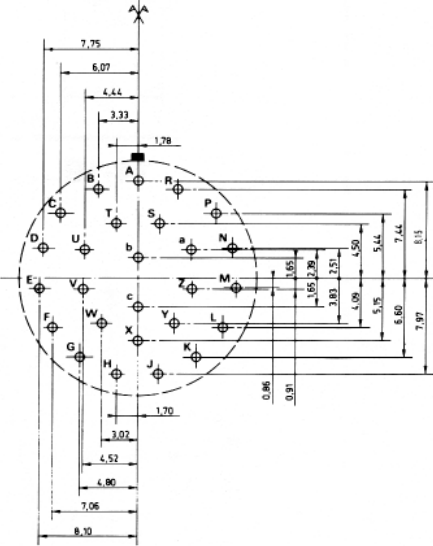 7,75
6,07
4,44
3,33
1,78
A
B
R
C
T
S
P
D
U
b
a
N
E
V
Z
M
c
F
W
Y
L
X
G
K
H
J
1,65
2,39
2,51
4,50
5,44
7,44
8,15
1,65
3,83
4,09
5,15
6,60
7,97
0,86
0,91
1,70
3,02
4,52
4,80
7,06
8,10